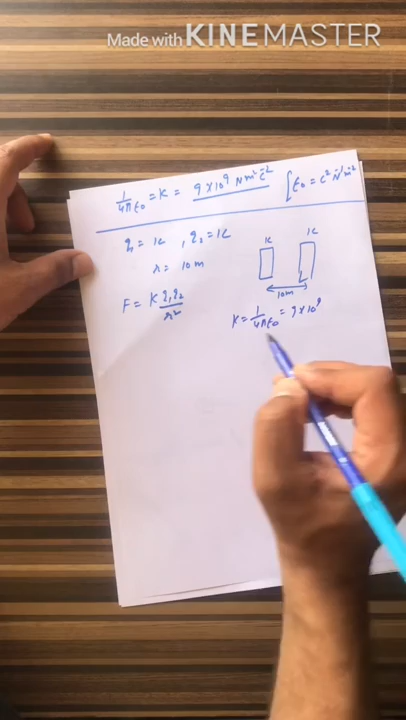 Made with KINEMASTER
1/4πε₀ = K = 9×10⁹ Nm²c⁻² [ε₀ = c²N⁻¹m⁻²
q₁ = 1c , q₂ = 1c
r = 10m
1c 1c
10m
F = K q₁q₂/r²
K = 1/4πε₀ = 9×10⁹